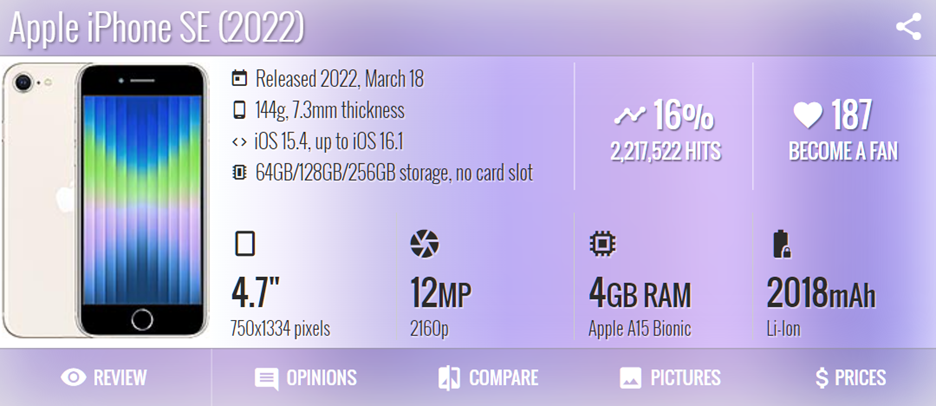 Apple iPhone SE (2022)
Released 2022, March 18
144g, 7.3mm thickness
iOS 15.4, up to iOS 16.1
64GB/128GB/256GB storage, no card slot
16%
2,217,522 HITS
187
BECOME A FAN
4.7"
750x1334 pixels
12MP
2160p
4GB RAM
Apple A15 Bionic
2018mAh
Li-Ion
REVIEW
OPINIONS
COMPARE
PICTURES
$ PRICES